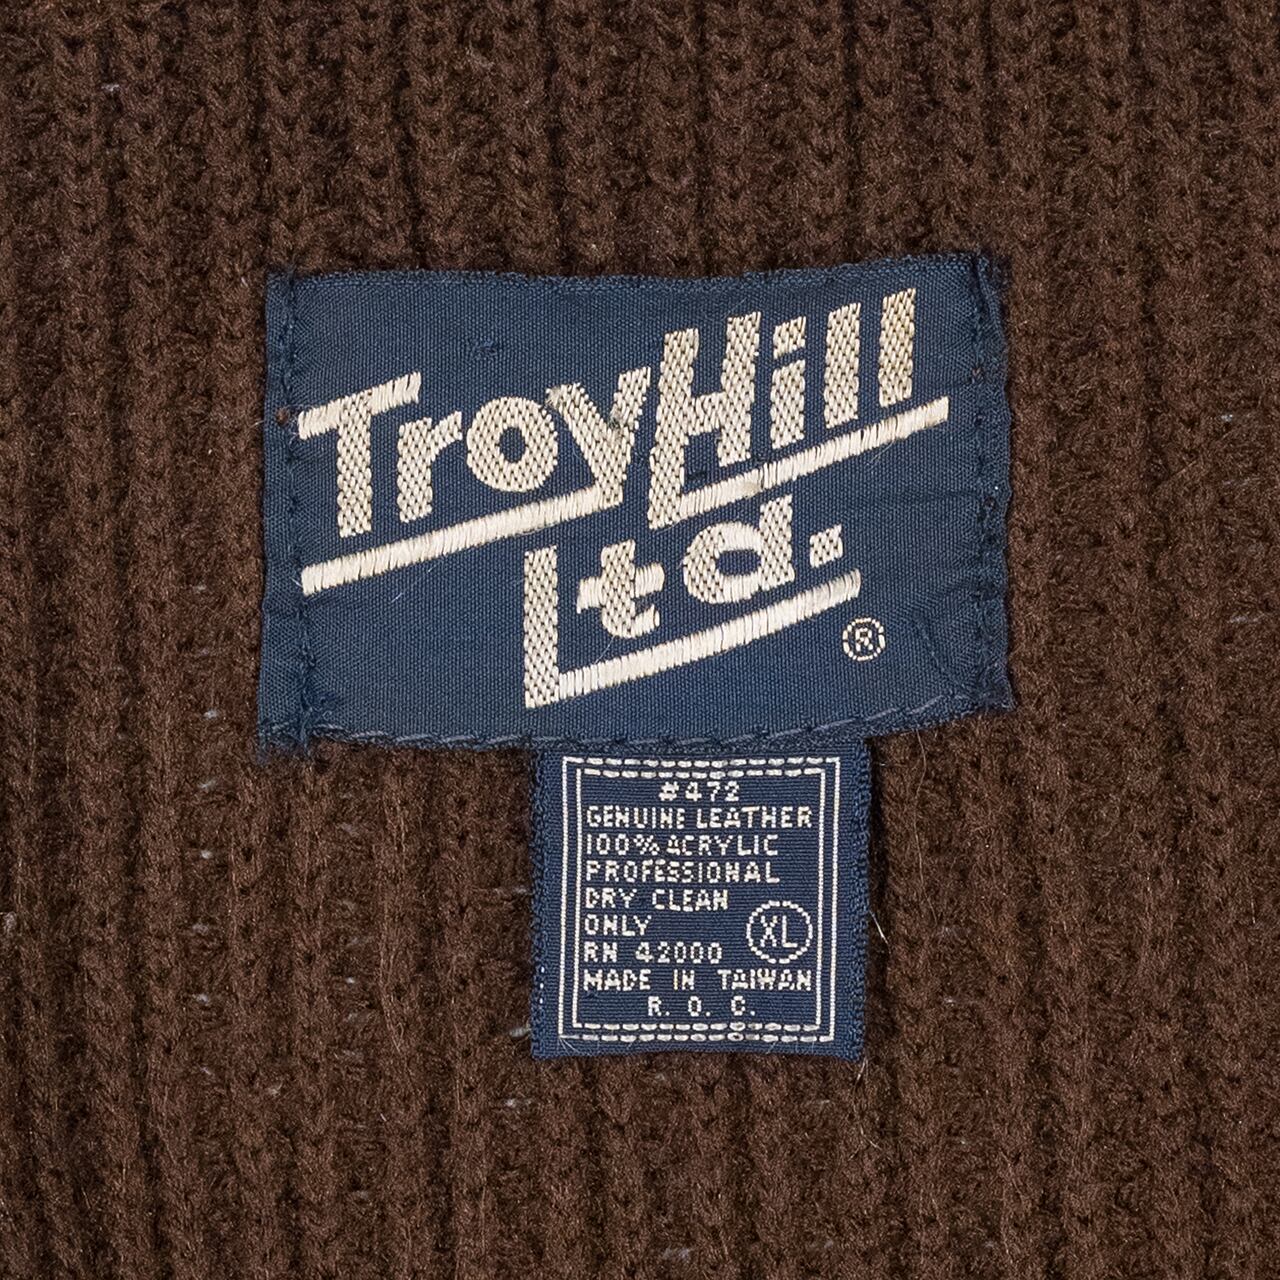 TroyHill
Ltd.
®
#472
GENUINE LEATHER
100% ACRYLIC
PROFESSIONAL
DRY CLEAN
ONLY
XL
RN 42000
MADE IN TAIWAN
R. O. C.